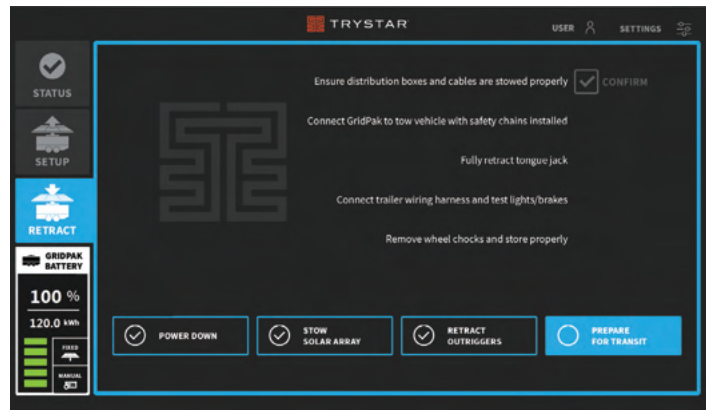 TRYSTAR
USER
SETTINGS
STATUS
SETUP
RETRACT
GRIDPAK
BATTERY
100 %
120.0 kWh
FIXED
MANUAL
Ensure distribution boxes and cables are stowed properly
CONFIRM
Connect GridPak to tow vehicle with safety chains installed
Fully retract tongue jack
Connect trailer wiring harness and test lights/brakes
Remove wheel chocks and store properly
POWER DOWN
STOW
SOLAR ARRAY
RETRACT
OUTRIGGERS
PREPARE
FOR TRANSIT